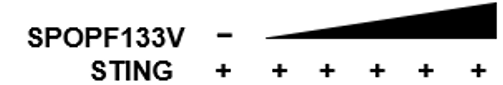 SPOPF133V −
STING + + + + + +